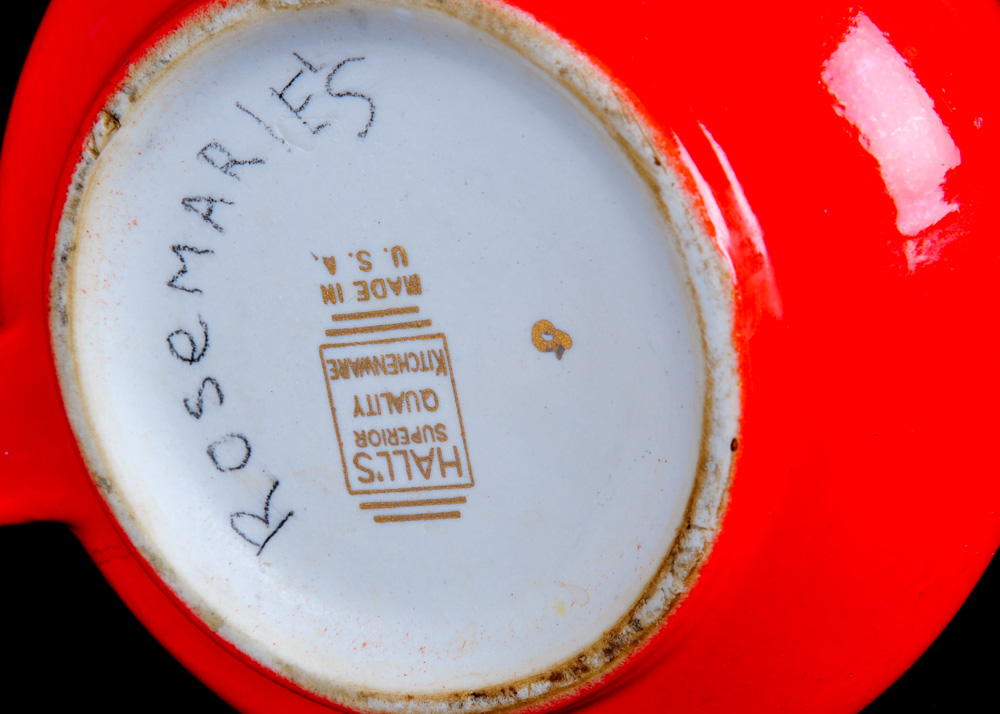 RoseMARIE'S
HALL'S
SUPERIOR
QUALITY
KITCHENWARE
MADE IN
U. S. A.